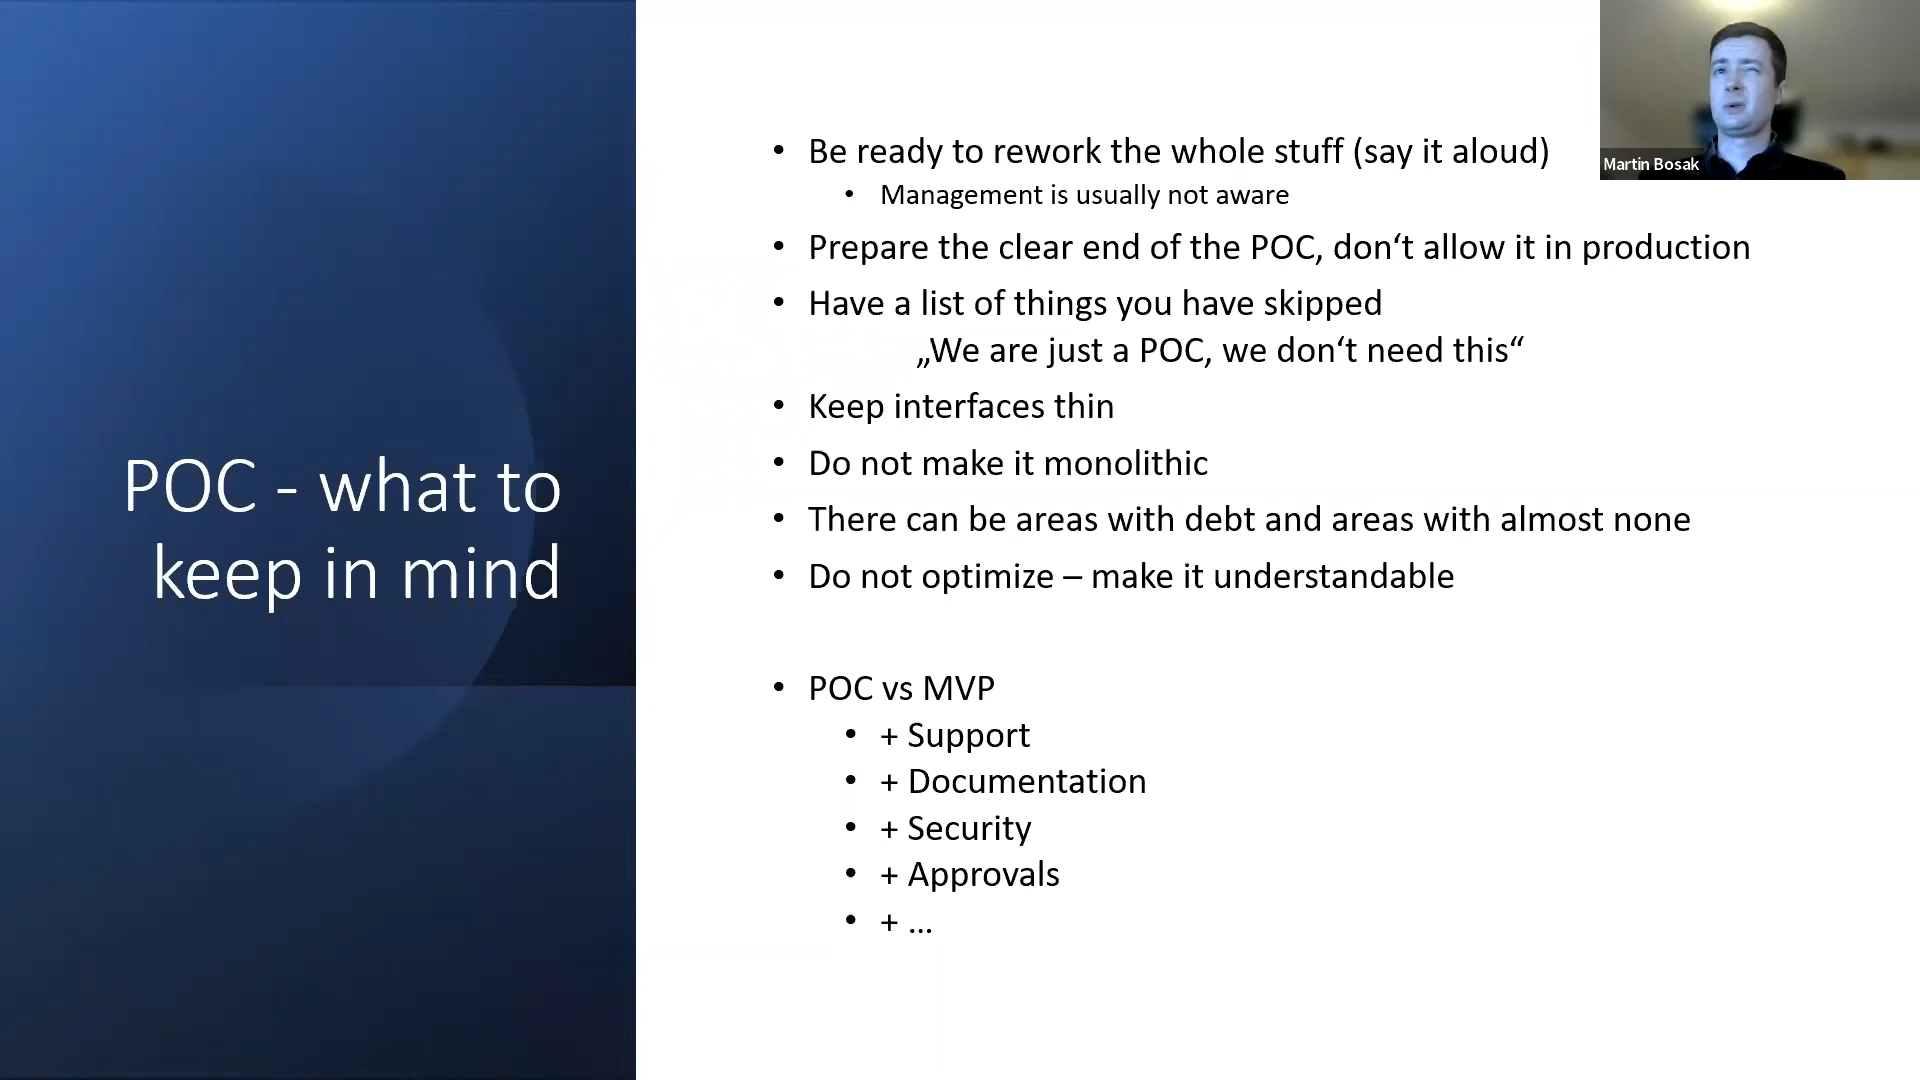 POC - what to
keep in mind
• Be ready to rework the whole stuff (say it aloud)
• Management is usually not aware
• Prepare the clear end of the POC, don‘t allow it in production
• Have a list of things you have skipped
„We are just a POC, we don‘t need this“
• Keep interfaces thin
• Do not make it monolithic
• There can be areas with debt and areas with almost none
• Do not optimize – make it understandable
• POC vs MVP
• + Support
• + Documentation
• + Security
• + Approvals
• + ...
Martin Bosak